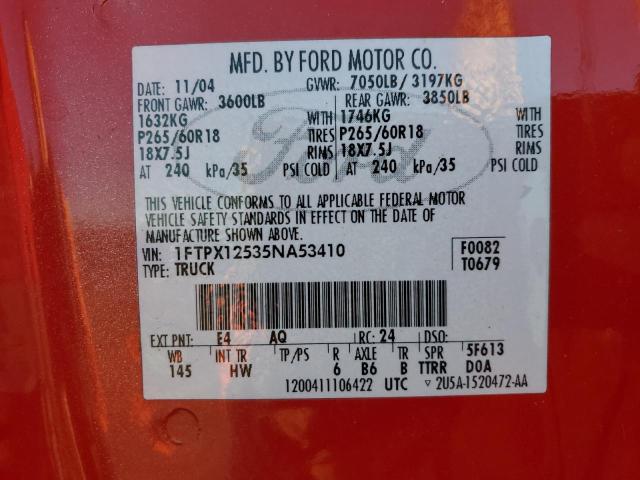 MFD. BY FORD MOTOR CO.
DATE: 11/04 GVWR: 7050LB/ 3197KG
FRONT GAWR: 3600LB REAR GAWR: 3850LB
1632KG WITH 1746KG WITH
P265/60R18 TIRES P265/60R18 TIRES
18X7.5J RIMS 18X7.5J RIMS
AT 240 kPa/35 PSI COLD AT 240 kPa/35 PSI COLD
Ford
THIS VEHICLE CONFORMS TO ALL APPLICABLE FEDERAL MOTOR
VEHICLE SAFETY STANDARDS IN EFFECT ON THE DATE OF
MANUFACTURE SHOWN ABOVE.
VIN: 1FTPX12535NA53410 F0082
TYPE: TRUCK T0679
EXT PNT: E4 AQ RC: 24 DSO:
WB INT TR TP/PS R AXLE TR SPR 5F613
145 HW 6 B6 B TTRR DOA
1200411106422 UTC ▽ 2U5A-1520472-AA